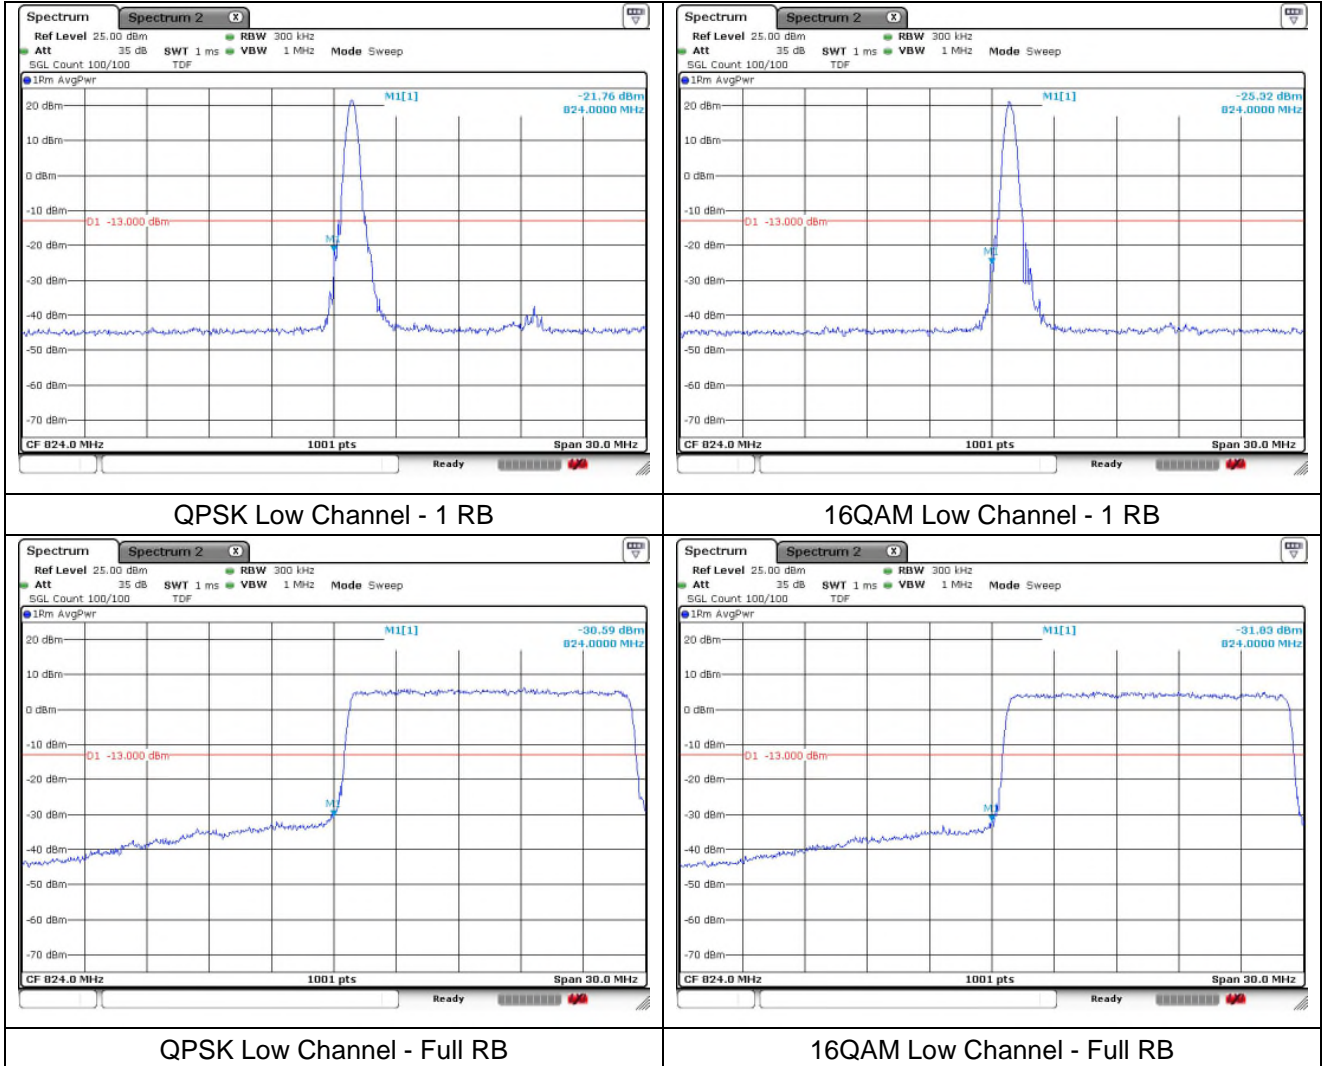 Spectrum Spectrum 2 X
Ref Level 25.00 dBm RBW 300 kHz
Att 35 dB SWT 1 ms VBW 1 MHz Mode Sweep
SGL Count 100/100 TDF
1Rm AvgPwr
M1[1] -21.76 dBm
824.0000 MHz
20 dBm
10 dBm
0 dBm
-10 dBm
D1 -13.000 dBm
M1
-20 dBm
-30 dBm
-40 dBm
-50 dBm
-60 dBm
-70 dBm
CF 824.0 MHz 1001 pts Span 30.0 MHz
Ready
QPSK Low Channel - 1 RB
Spectrum Spectrum 2 X
Ref Level 25.00 dBm RBW 300 kHz
Att 35 dB SWT 1 ms VBW 1 MHz Mode Sweep
SGL Count 100/100 TDF
1Rm AvgPwr
M1[1] -25.32 dBm
824.0000 MHz
20 dBm
10 dBm
0 dBm
-10 dBm
D1 -13.000 dBm
-20 dBm
M1
-30 dBm
-40 dBm
-50 dBm
-60 dBm
-70 dBm
CF 824.0 MHz 1001 pts Span 30.0 MHz
Ready
16QAM Low Channel - 1 RB
Spectrum Spectrum 2 X
Ref Level 25.00 dBm RBW 300 kHz
Att 35 dB SWT 1 ms VBW 1 MHz Mode Sweep
SGL Count 100/100 TDF
1Rm AvgPwr
M1[1] -30.59 dBm
824.0000 MHz
20 dBm
10 dBm
0 dBm
-10 dBm
D1 -13.000 dBm
-20 dBm
M1
-30 dBm
-40 dBm
-50 dBm
-60 dBm
-70 dBm
CF 824.0 MHz 1001 pts Span 30.0 MHz
Ready
QPSK Low Channel - Full RB
Spectrum Spectrum 2 X
Ref Level 25.00 dBm RBW 300 kHz
Att 35 dB SWT 1 ms VBW 1 MHz Mode Sweep
SGL Count 100/100 TDF
1Rm AvgPwr
M1[1] -31.83 dBm
824.0000 MHz
20 dBm
10 dBm
0 dBm
-10 dBm
D1 -13.000 dBm
-20 dBm
M1
-30 dBm
-40 dBm
-50 dBm
-60 dBm
-70 dBm
CF 824.0 MHz 1001 pts Span 30.0 MHz
Ready
16QAM Low Channel - Full RB